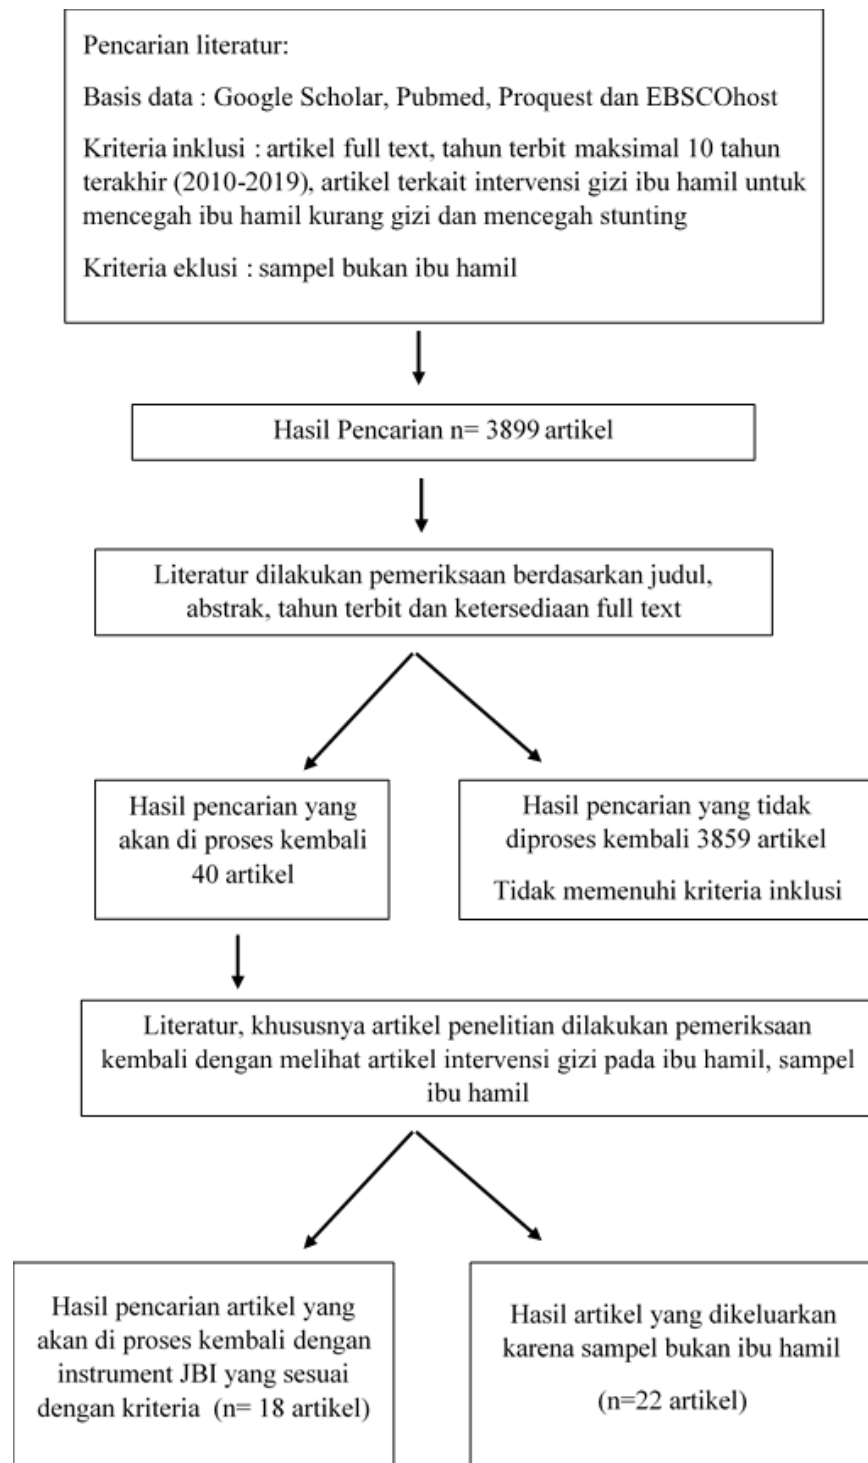 Pencarian literatur:
Basis data : Google Scholar, Pubmed, Proquest dan EBSCOhost
Kriteria inklusi : artikel full text, tahun terbit maksimal 10 tahun
terakhir (2010-2019), artikel terkait intervensi gizi ibu hamil untuk
mencegah ibu hamil kurang gizi dan mencegah stunting
Kriteria eklusi : sampel bukan ibu hamil
Hasil Pencarian n= 3899 artikel
Literatur dilakukan pemeriksaan berdasarkan judul,
abstrak, tahun terbit dan ketersediaan full text
Hasil pencarian yang
akan di proses kembali
40 artikel
Hasil pencarian yang tidak
diproses kembali 3859 artikel
Tidak memenuhi kriteria inklusi
Literatur, khususnya artikel penelitian dilakukan pemeriksaan
kembali dengan melihat artikel intervensi gizi pada ibu hamil, sampel
ibu hamil
Hasil pencarian artikel yang
akan di proses kembali dengan
instrument JBI yang sesuai
dengan kriteria (n= 18 artikel)
Hasil artikel yang dikeluarkan
karena sampel bukan ibu hamil
(n=22 artikel)